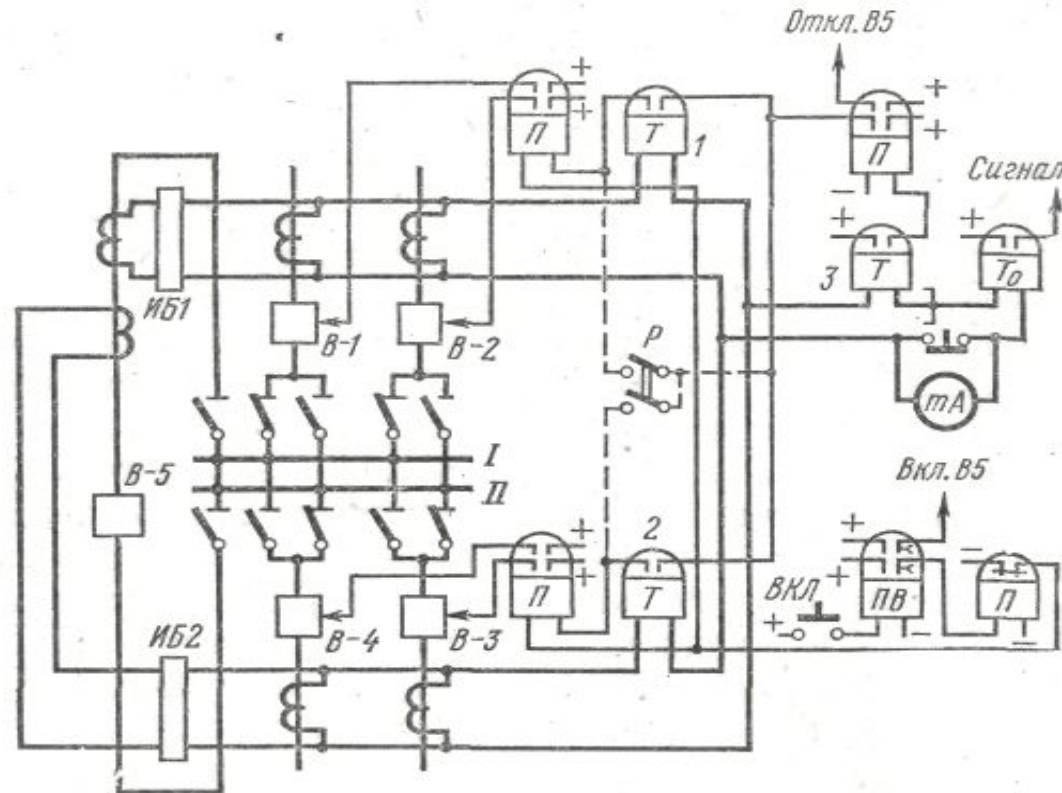 Откл. В5
+
+
+
+
П
Т
1
П
Сигнал
−
+
+
3
Т
То
ИБ1
В-1
В-2
Р
mA
В-5
I
II
Вкл. В5
2
+
+
П
Т
+
+
ВКЛ
ПВ
−
П
+
−
−
В-4
В-3
ИБ2